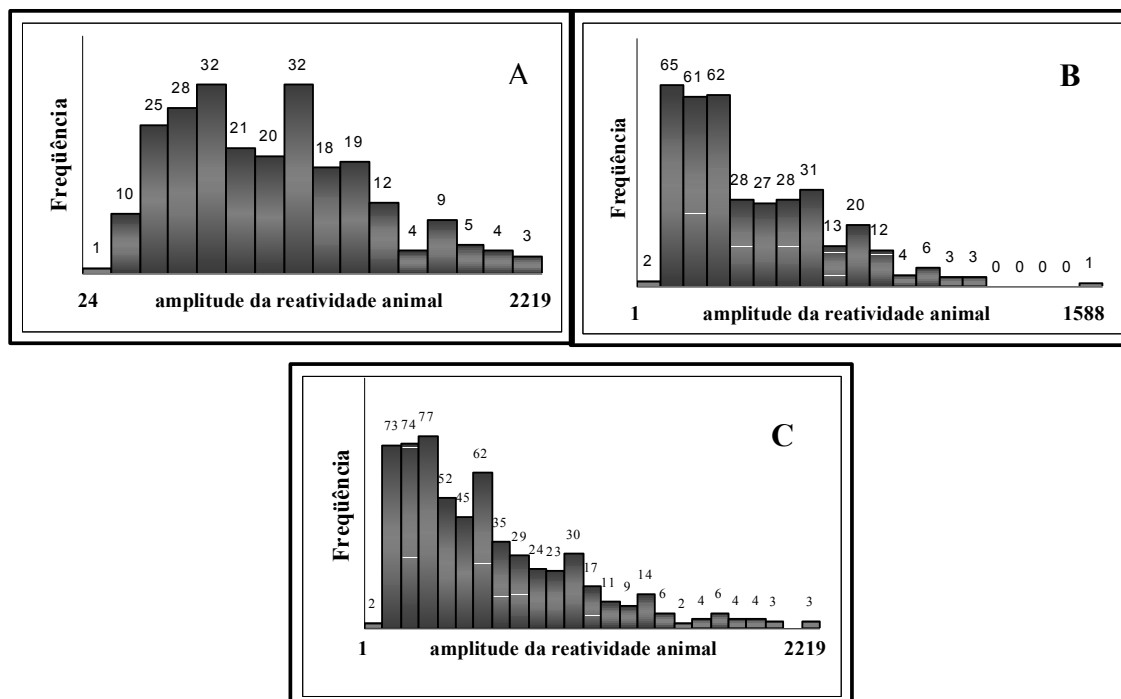 A
Freqüência
1 10 25 28 32 21 20 32 18 19 12 4 9 5 4 3
24 amplitude da reatividade animal 2219
B
Freqüência
2 65 61 62 28 27 28 31 13 20 12 4 6 3 3 0 0 0 0 1
1 amplitude da reatividade animal 1588
C
Freqüência
2 73 74 77 52 45 62 35 29 24 23 30 17 11 9 14 6 2 4 6 4 4 3 3
1 amplitude da reatividade animal 2219